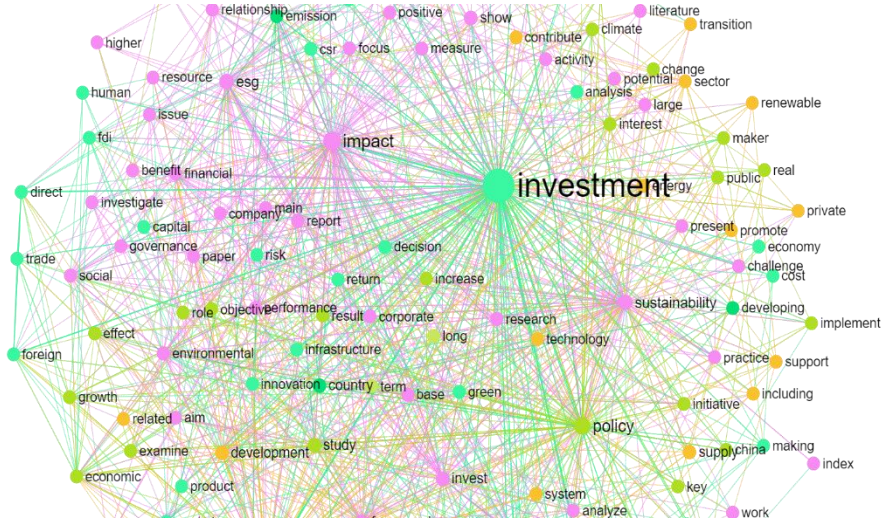 relationship
emission
positive
show
literature
transition
higher
csr
focus
measure
contribute
climate
activity
resource
esg
potential
change
sector
human
analysis
large
renewable
issue
interest
fdi
impact
maker
benefit
financial
public
real
direct
investment
energy
investigate
company
main
report
private
capital
present
promote
governance
paper
risk
decision
economy
trade
social
return
increase
challenge
cost
role
objective
performance
result
corporate
research
sustainability
developing
effect
long
technology
implement
foreign
environmental
infrastructure
practice
support
growth
innovation
country
term
base
green
initiative
including
related
aim
policy
examine
development
study
supply
china
making
economic
invest
index
product
system
key
analyze
work